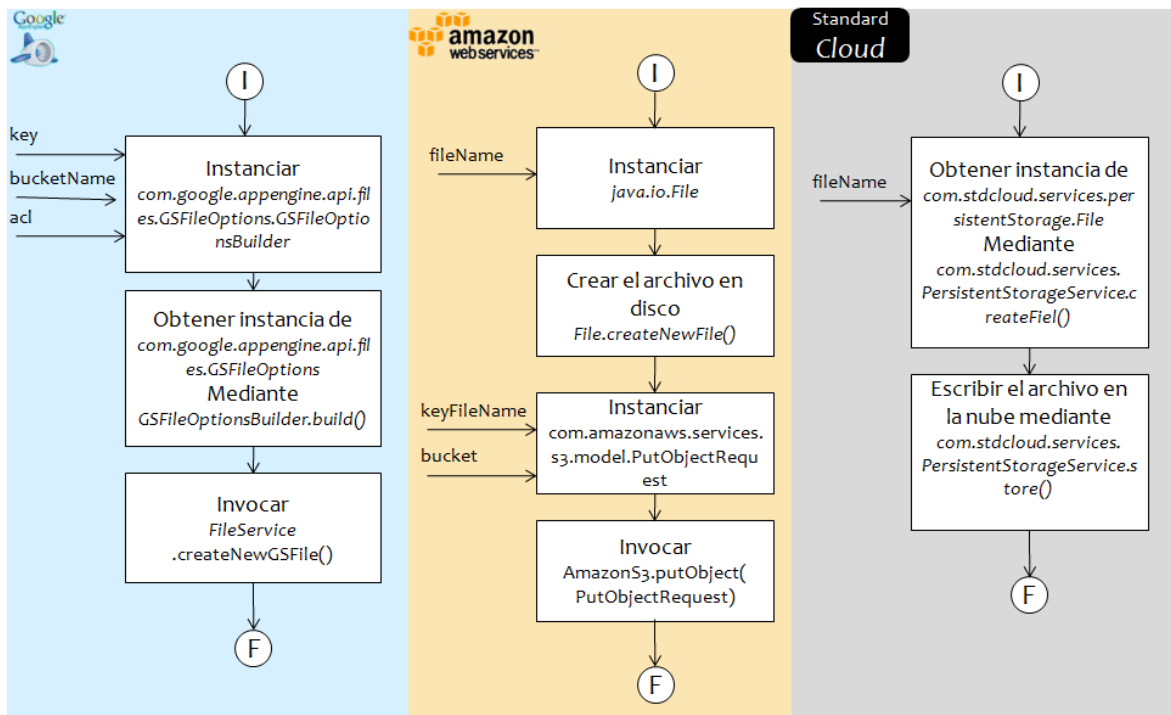 Google
I
key
bucketName
acl
Instanciar
com.google.appengine.api.fil
es.GSFileOptions.GSFileOptio
nsBuilder
Obtener instancia de
com.google.appengine.api.fil
es.GSFileOptions
Mediante
GSFileOptionsBuilder.build()
Invocar
FileService
.createNewGSFile()
F
amazon
webservices™
I
fileName
Instanciar
java.io.File
Crear el archivo en
disco
File.createNewFile()
keyFileName
bucket
Instanciar
com.amazonaws.services.
s3.model.PutObjectRequ
est
Invocar
AmazonS3.putObject(
PutObjectRequest)
F
Standard
Cloud
I
fileName
Obtener instancia de
com.stdcloud.services.per
sistentStorage.File
Mediante
com.stdcloud.services.
PersistentStorageService.c
reateFiel()
Escribir el archivo en
la nube mediante
com.stdcloud.services.
PersistentStorageService.s
tore()
F